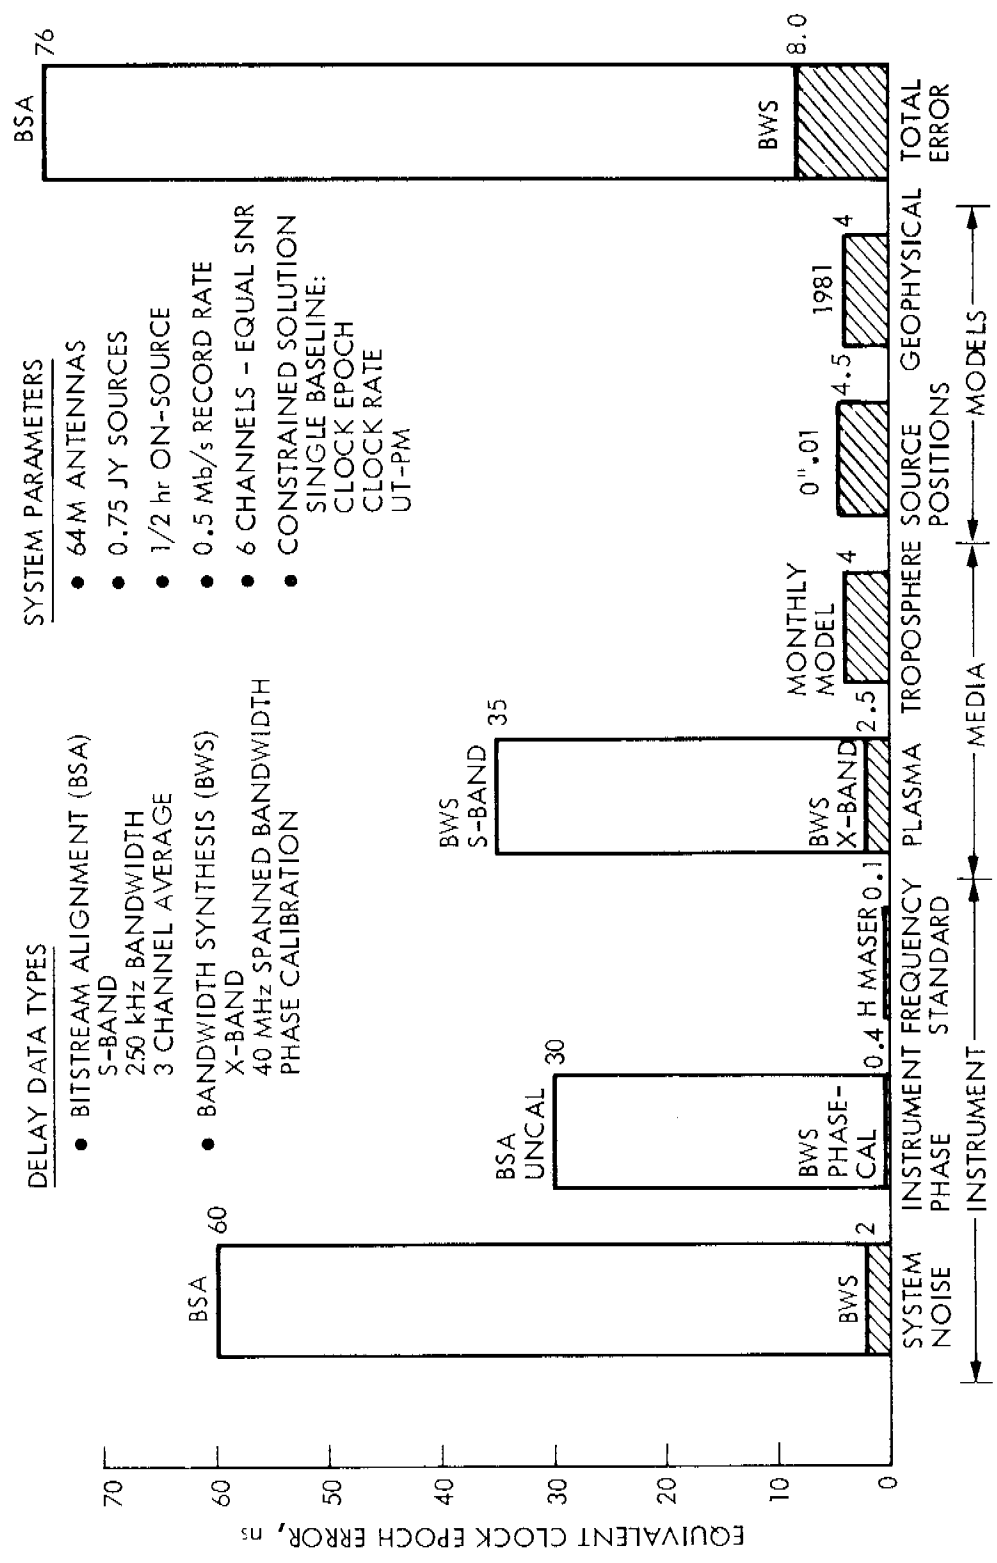 DELAY DATA TYPES
• BITSTREAM ALIGNMENT (BSA)
S-BAND
250 kHz BANDWIDTH
3 CHANNEL AVERAGE
• BANDWIDTH SYNTHESIS (BWS)
X-BAND
40 MHz SPANNED BANDWIDTH
PHASE CALIBRATION
SYSTEM PARAMETERS
• 64M ANTENNAS
• 0.75 JY SOURCES
• 1/2 hr ON-SOURCE
• 0.5 Mb/s RECORD RATE
• 6 CHANNELS – EQUAL SNR
• CONSTRAINED SOLUTION
SINGLE BASELINE:
CLOCK EPOCH
CLOCK RATE
UT-PM
EQUIVALENT CLOCK EPOCH ERROR, ns
70
60
50
40
30
20
10
0
BSA
60
BWS
2
BSA
UNCAL
30
BWS
PHASE-
CAL
0.4
H MASER
0.1
BWS
S-BAND
35
BWS
X-BAND
2.5
MONTHLY
MODEL
4
0".01
4.5
1981
4
BSA
76
BWS
8.0
SYSTEM
NOISE
INSTRUMENT
PHASE
FREQUENCY
STANDARD
PLASMA
TROPOSPHERE
SOURCE
POSITIONS
GEOPHYSICAL
TOTAL
ERROR
INSTRUMENT
MEDIA
MODELS